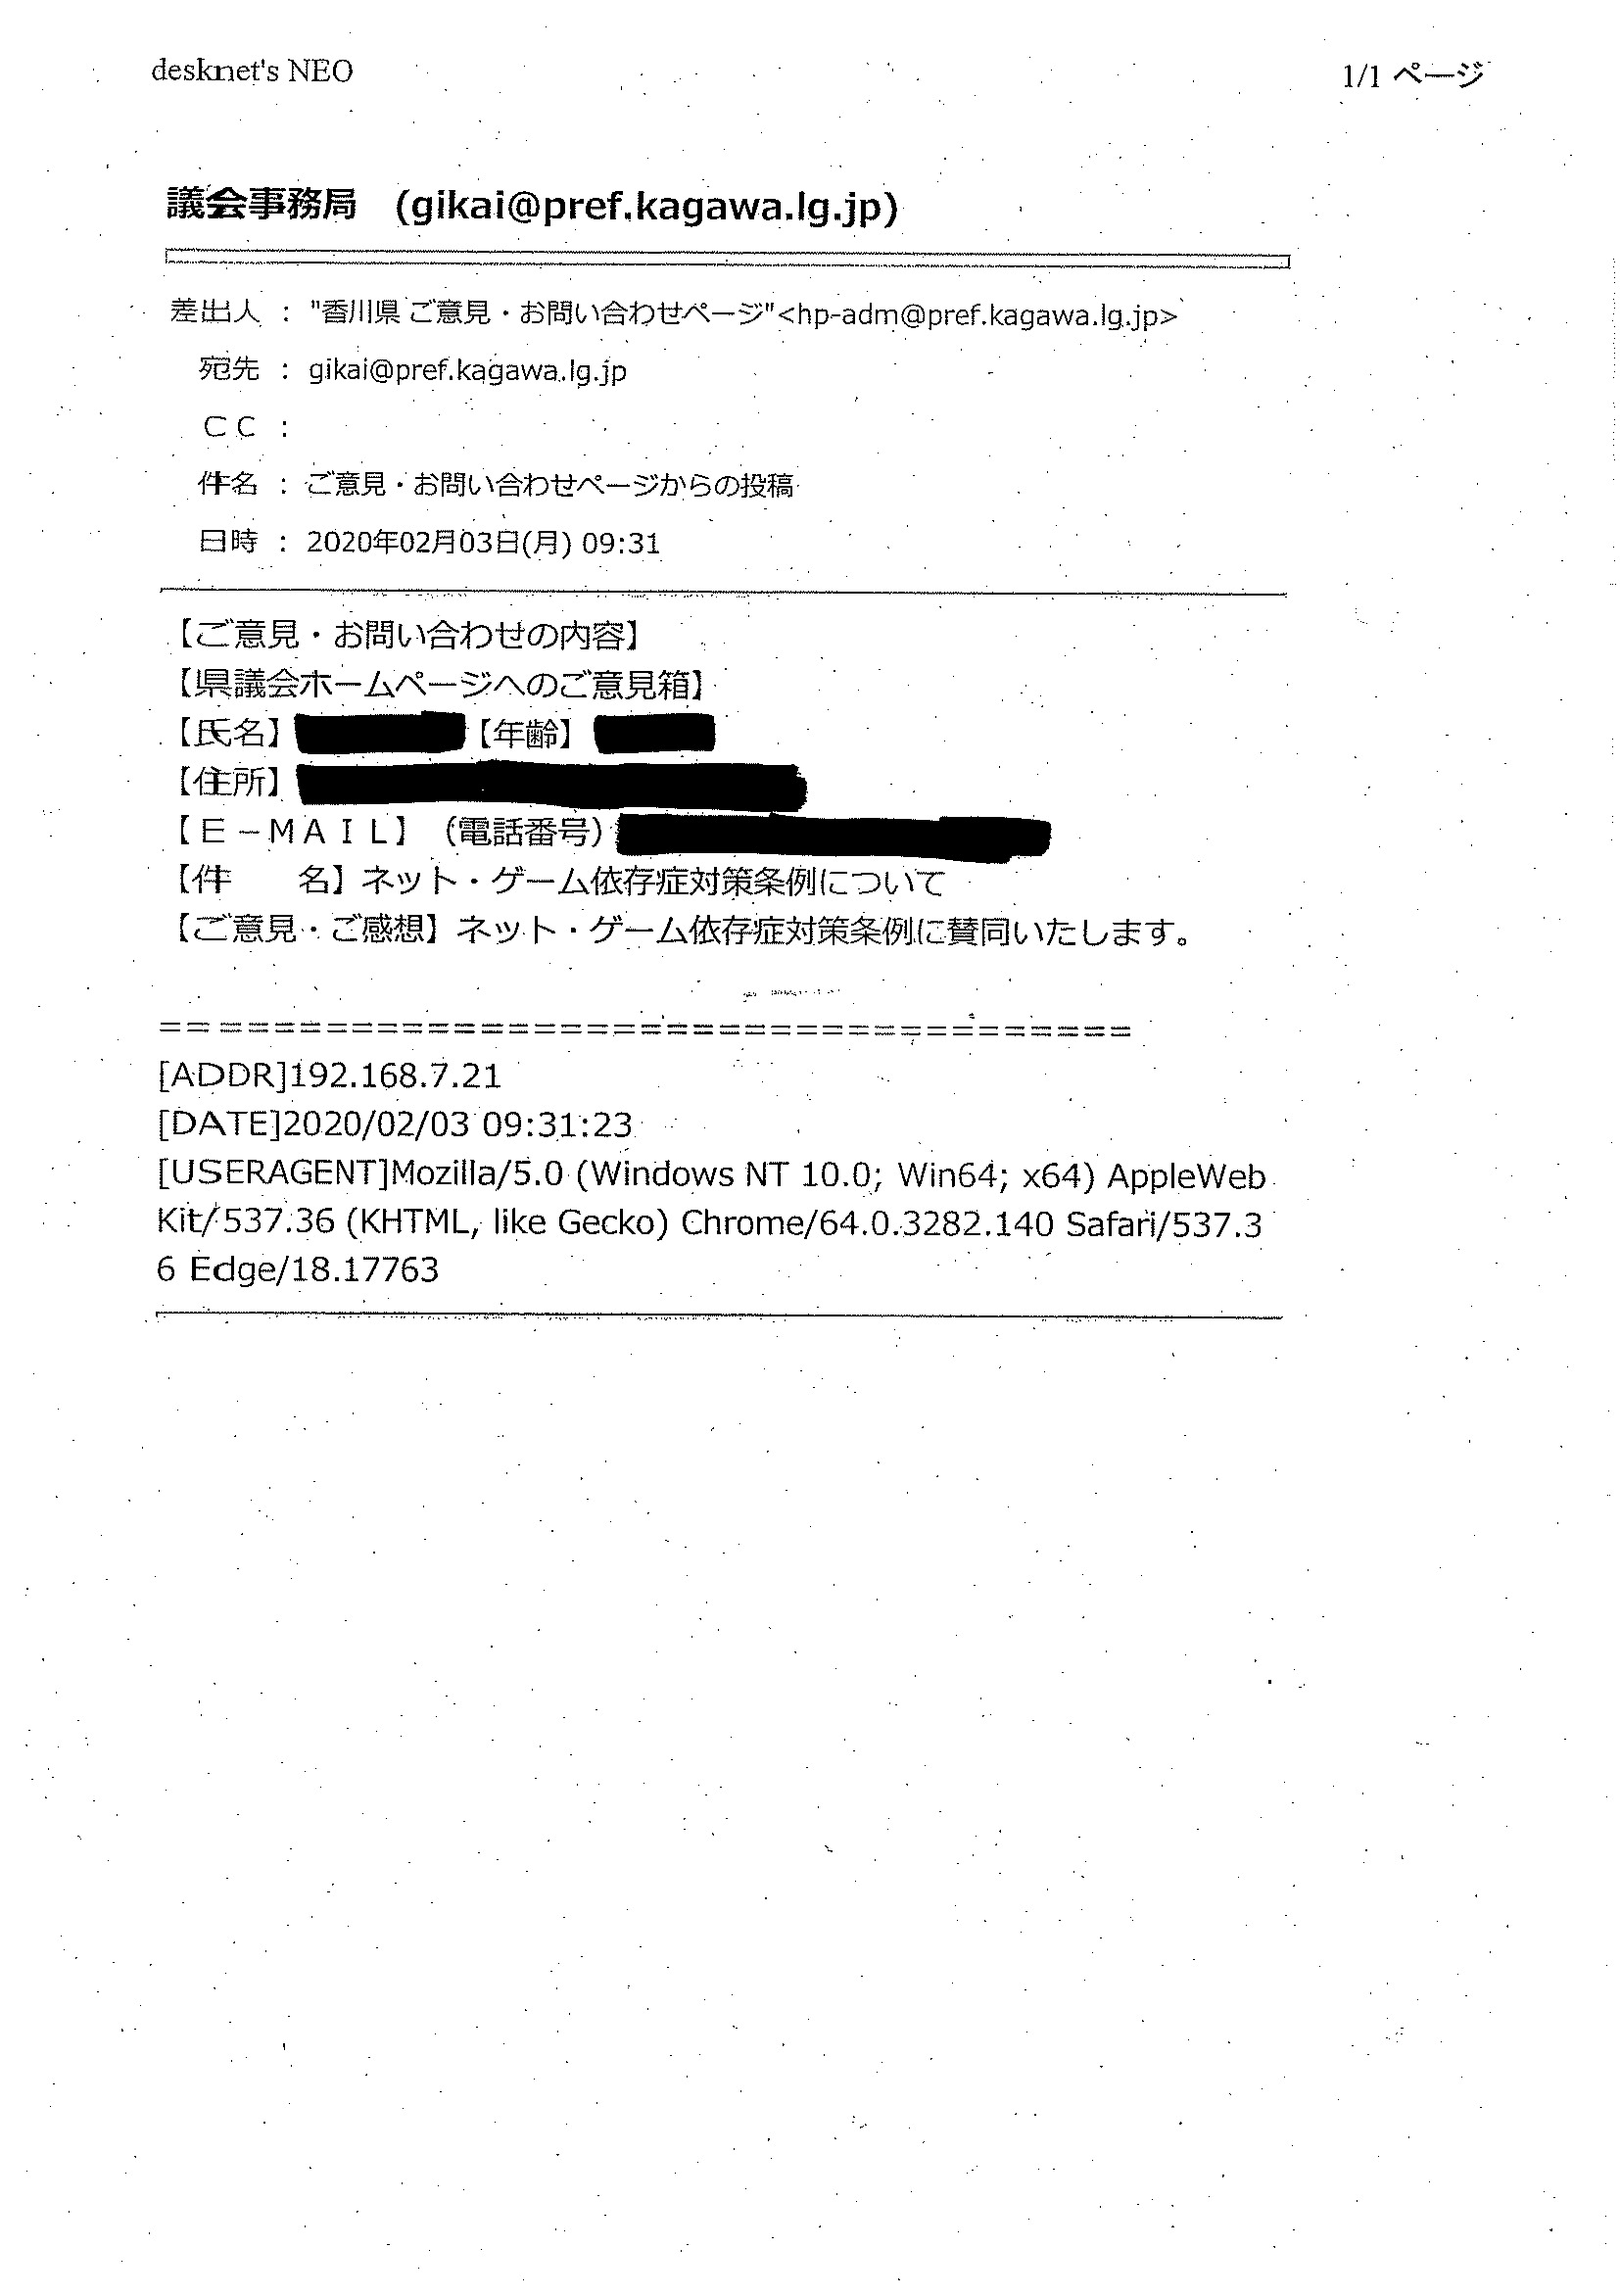 desknet's NEO
1/1 ページ
議会事務局 (gikai@pref.kagawa.lg.jp)
差出人 : "香川県 ご意見・お問い合わせページ"<hp-adm@pref.kagawa.lg.jp>
宛先 : gikai@pref.kagawa.lg.jp
ＣＣ :
件名 : ご意見・お問い合わせページからの投稿
日時 : 2020年02月03日(月) 09:31
【ご意見・お問い合わせの内容】
【県議会ホームページへのご意見箱】
【氏名】 【年齢】
【住所】
【Ｅ－ＭＡＩＬ】（電話番号）
【件　　名】ネット・ゲーム依存症対策条例について
【ご意見・ご感想】ネット・ゲーム依存症対策条例に賛同いたします。
=====================================
[ADDR]192.168.7.21
[DATE]2020/02/03 09:31:23
[USERAGENT]Mozilla/5.0 (Windows NT 10.0; Win64; x64) AppleWeb
Kit/537.36 (KHTML, like Gecko) Chrome/64.0.3282.140 Safari/537.3
6 Edge/18.17763